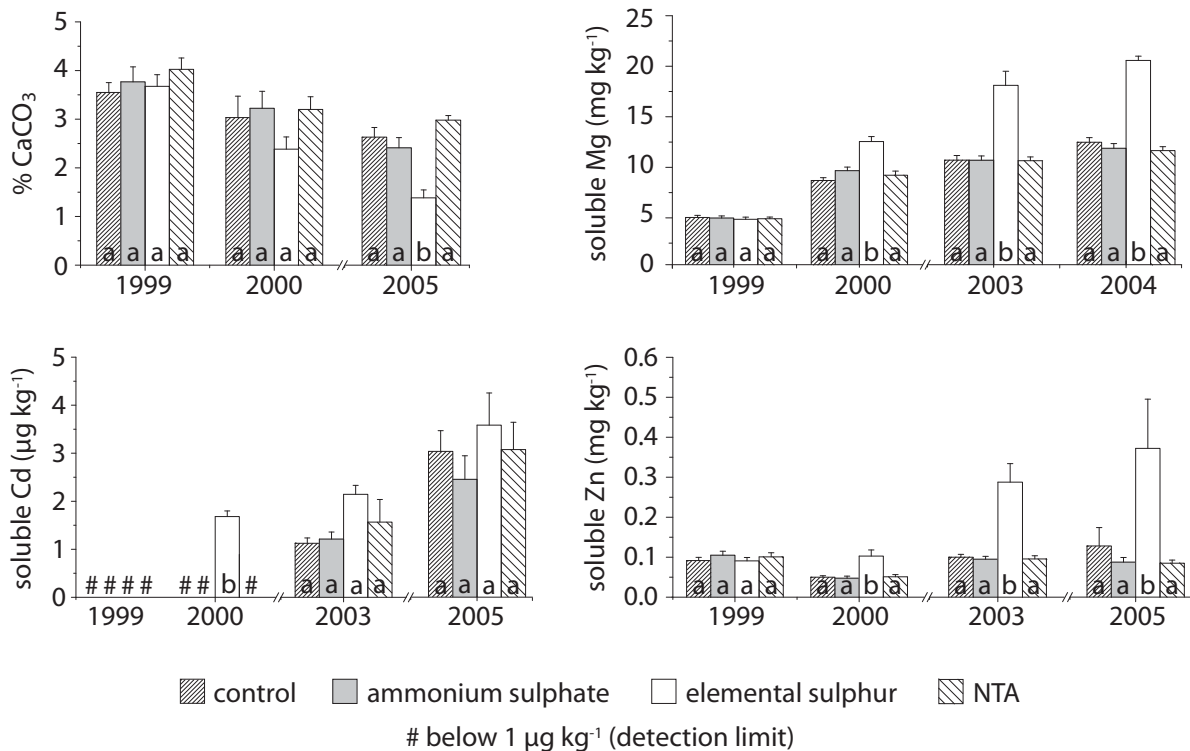 % CaCO3
5
4
3
2
1
0
a a a a
a a a a
a a b a
1999 2000 2005
soluble Mg (mg kg-1)
25
20
15
10
5
0
a a a a
a a b a
a a b a
a a b a
1999 2000 2003 2004
soluble Cd (µg kg-1)
5
4
3
2
1
0
# # # #
# # b #
a a a a
a a a a
1999 2000 2003 2005
soluble Zn (mg kg-1)
0.6
0.5
0.4
0.3
0.2
0.1
0.0
a a a a
a a b a
a a b a
a a b a
1999 2000 2003 2005
control ammonium sulphate elemental sulphur NTA
# below 1 µg kg-1 (detection limit)